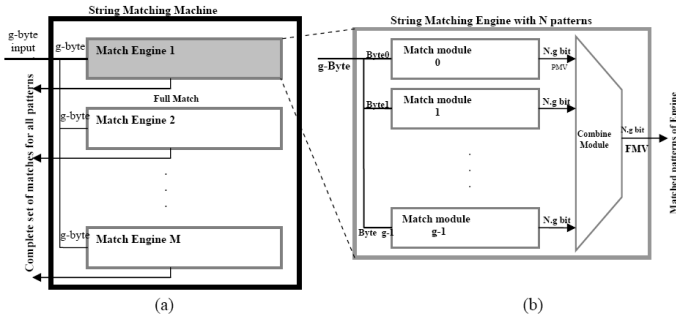 String Matching Machine
g-byte
input
g-byte
Match Engine 1
Full Match
g-byte
Match Engine 2
.
.
.
g-byte
Match Engine M
Complete set of matches for all patterns
(a)
String Matching Engine with N patterns
g-Byte
Byte0
Match module
0
N.g bit
PMV
Byte1
Match module
1
N.g bit
.
.
.
Byte g-1
Match module
g-1
N.g bit
Combine
Module
N.g bit
FMV
Matched patterns of Engine
(b)